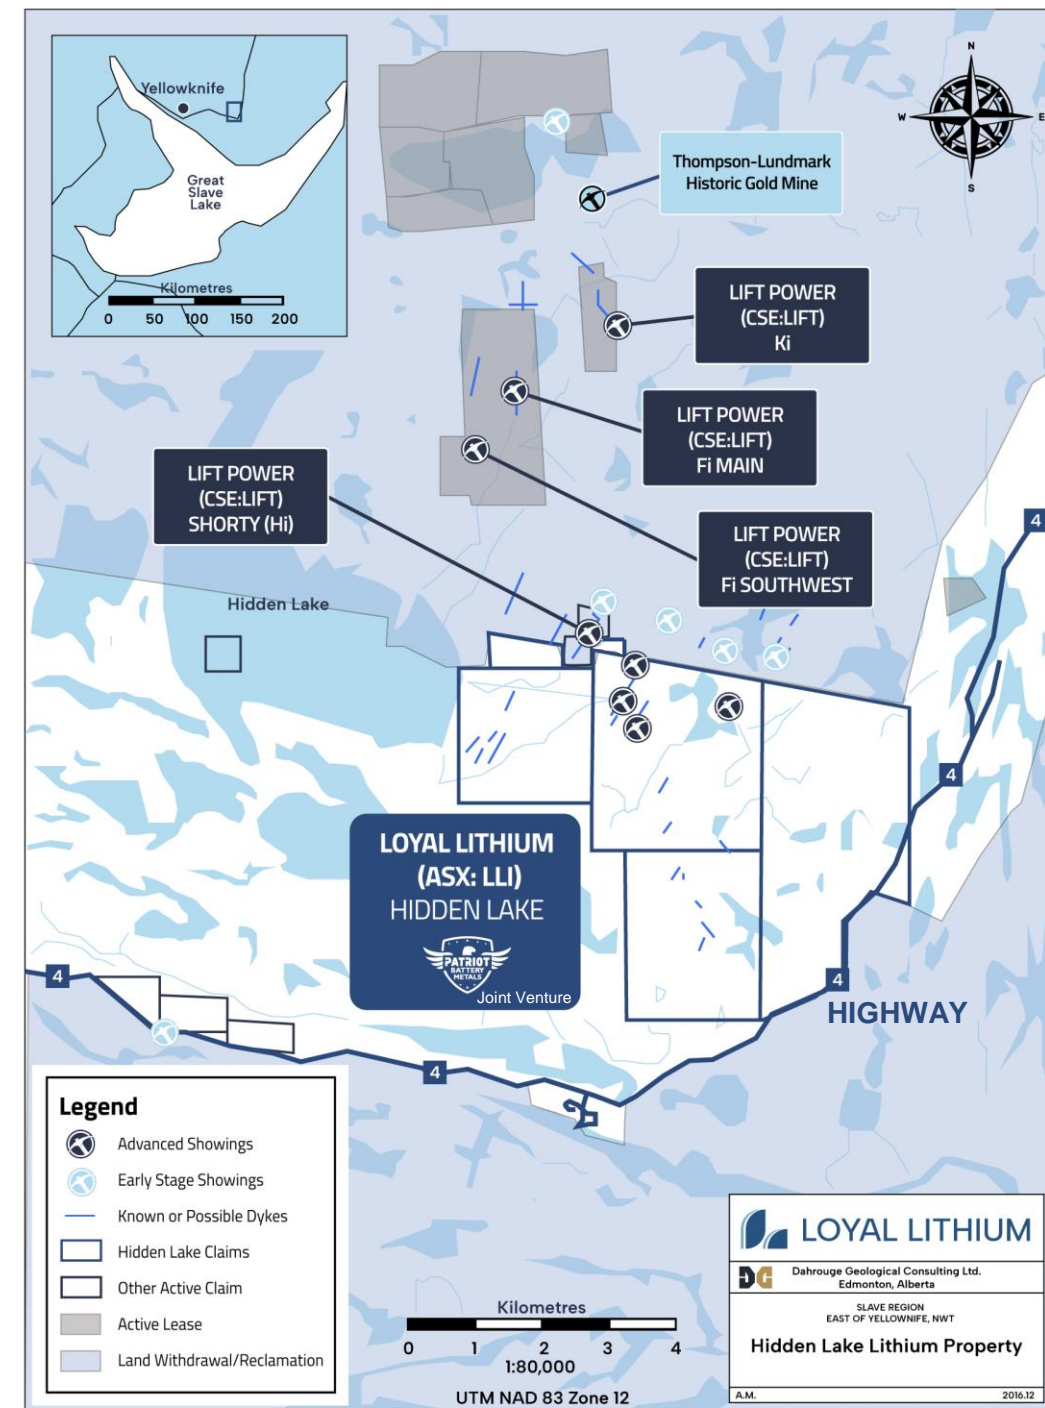 Yellowknife
Great
Slave
Lake
Kilometres
0 50 100 150 200
N
W E
S
Thompson-Lundmark
Historic Gold Mine
LIFT POWER
(CSE:LIFT)
Ki
LIFT POWER
(CSE:LIFT)
Fi MAIN
LIFT POWER
(CSE:LIFT)
SHORTY (Hi)
LIFT POWER
(CSE:LIFT)
Fi SOUTHWEST
4
Hidden Lake
4
LOYAL LITHIUM
(ASX: LLI)
HIDDEN LAKE
PATRIOT
BATTERY
METALS
Joint Venture
4
4
HIGHWAY
4
Legend
Advanced Showings
Early Stage Showings
Known or Possible Dykes
Hidden Lake Claims
Other Active Claim
Active Lease
Land Withdrawal/Reclamation
Kilometres
0 1 2 3 4
1:80,000
UTM NAD 83 Zone 12
LOYAL LITHIUM
DG
Dahrouge Geological Consulting Ltd.
Edmonton, Alberta
SLAVE REGION
EAST OF YELLOWNIFE, NWT
Hidden Lake Lithium Property
A.M. 2016.12